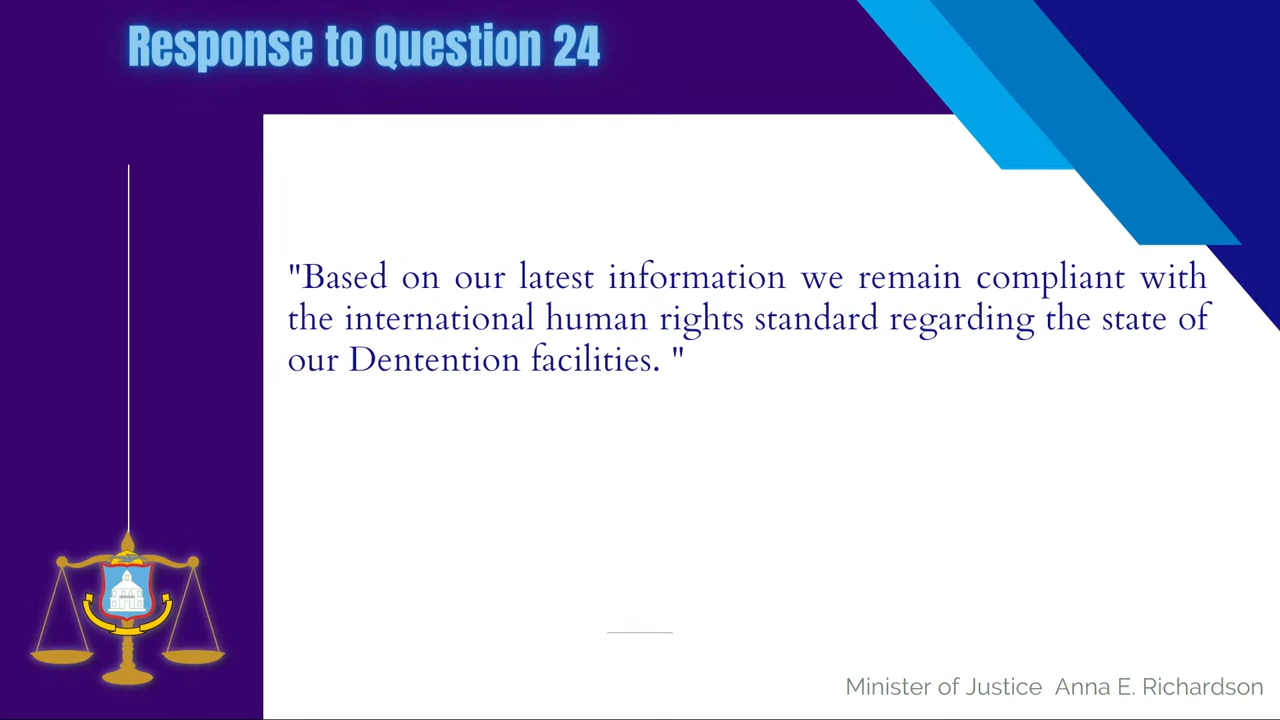 Response to Question 24
"Based on our latest information we remain compliant with
the international human rights standard regarding the state of
our Dentention facilities. "
Minister of Justice  Anna E. Richardson